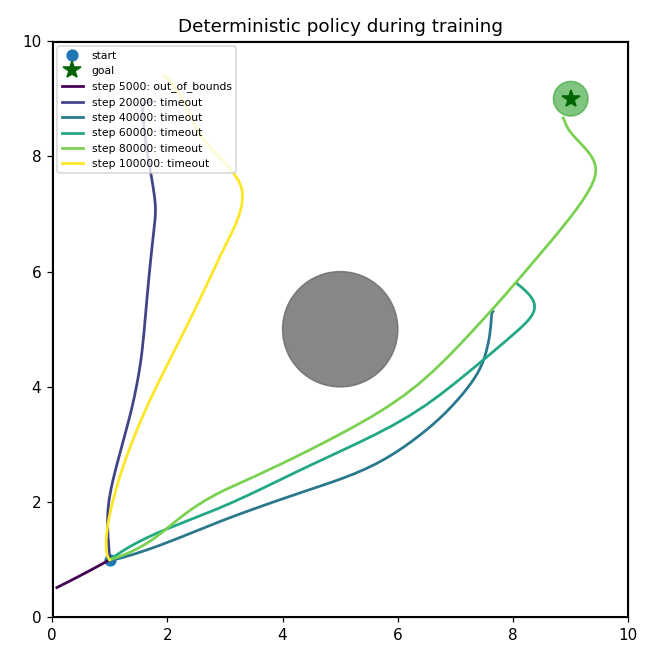 Deterministic policy during training
10
8
6
4
2
0
start
goal
step 5000: out_of_bounds
step 20000: timeout
step 40000: timeout
step 60000: timeout
step 80000: timeout
step 100000: timeout
0 2 4 6 8 10